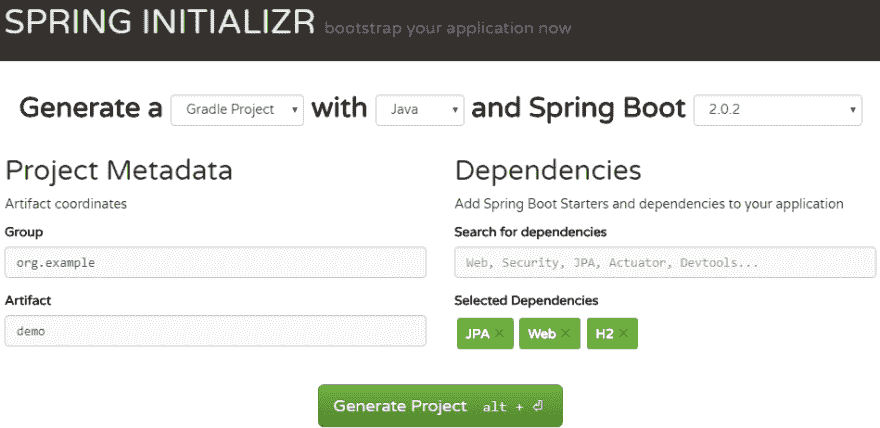 SPRING INITIALIZR bootstrap your application now
Generate a Gradle Project with Java and Spring Boot 2.0.2
Project Metadata
Artifact coordinates
Group
org.example
Artifact
demo
Dependencies
Add Spring Boot Starters and dependencies to your application
Search for dependencies
Web, Security, JPA, Actuator, Devtools...
Selected Dependencies
JPA × Web × H2 ×
Generate Project alt + ⏎